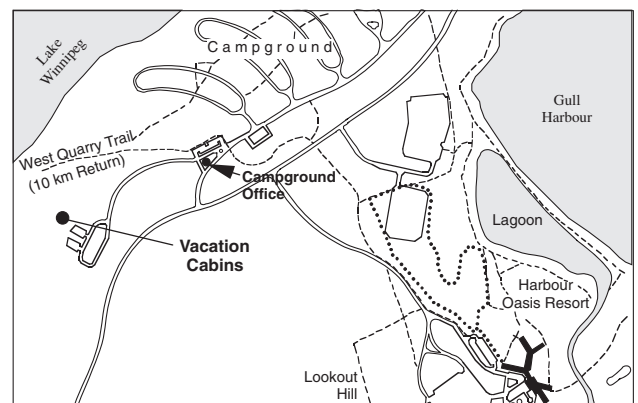 Lake
Winnipeg
Campground
Gull
Harbour
West Quarry Trail
(10 km Return)
Campground
Office
Lagoon
Vacation
Cabins
Harbour
Oasis Resort
Lookout
Hill